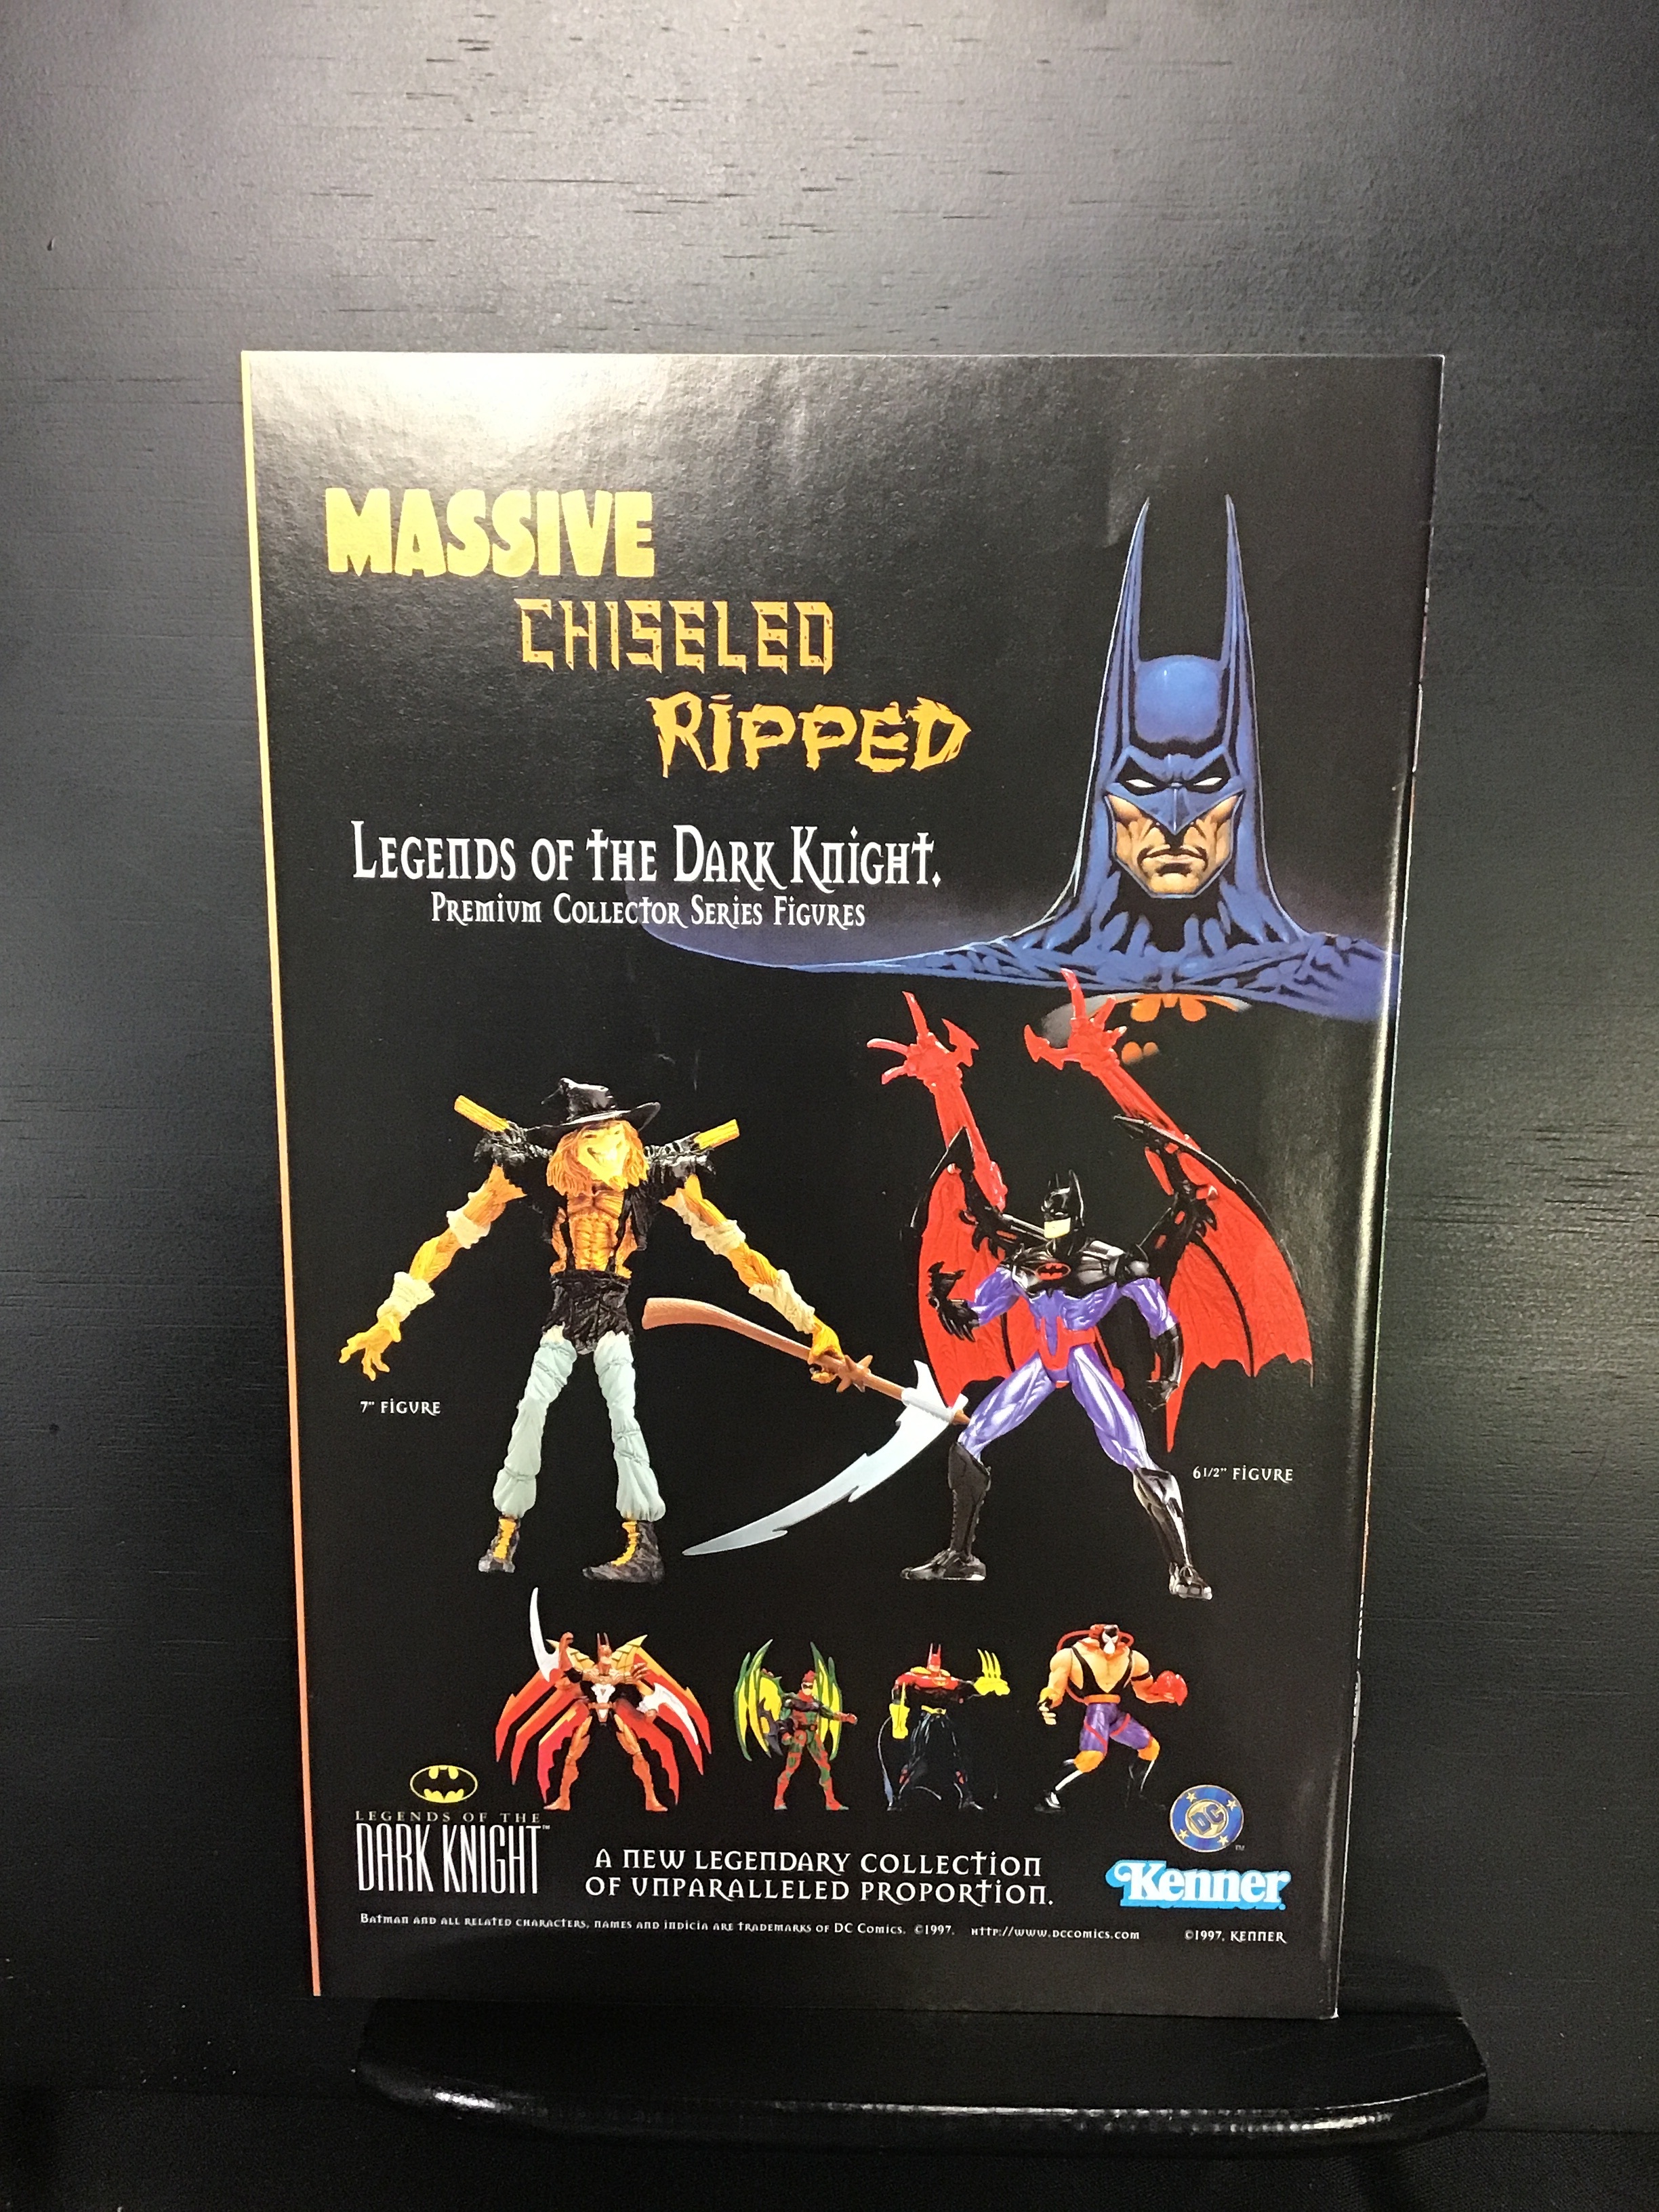 MASSIVE
CHISELED
RIPPED
LEGENDS OF THE DARK KNIGHT.
PREMIUM COLLECTOR SERIES FIGURES
7" FIGURE
6 1/2" FIGURE
LEGENDS OF THE
DARK KNIGHT™
A NEW LEGENDARY COLLECTION
OF UNPARALLELED PROPORTION.
DC
TM
Kenner
BATMAN AND ALL RELATED CHARACTERS, NAMES AND INDICIA ARE TRADEMARKS OF DC COMICS. ©1997. HTTP://WWW.DCCOMICS.COM
©1997, KENNER